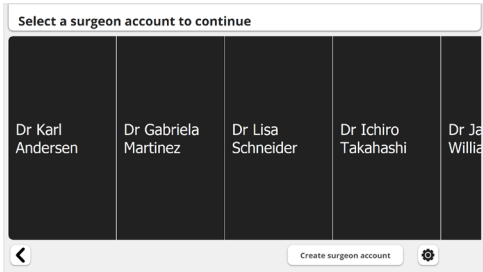 Select a surgeon account to continue
Dr Karl
Andersen
Dr Gabriela
Martinez
Dr Lisa
Schneider
Dr Ichiro
Takahashi
Dr
Create surgeon account